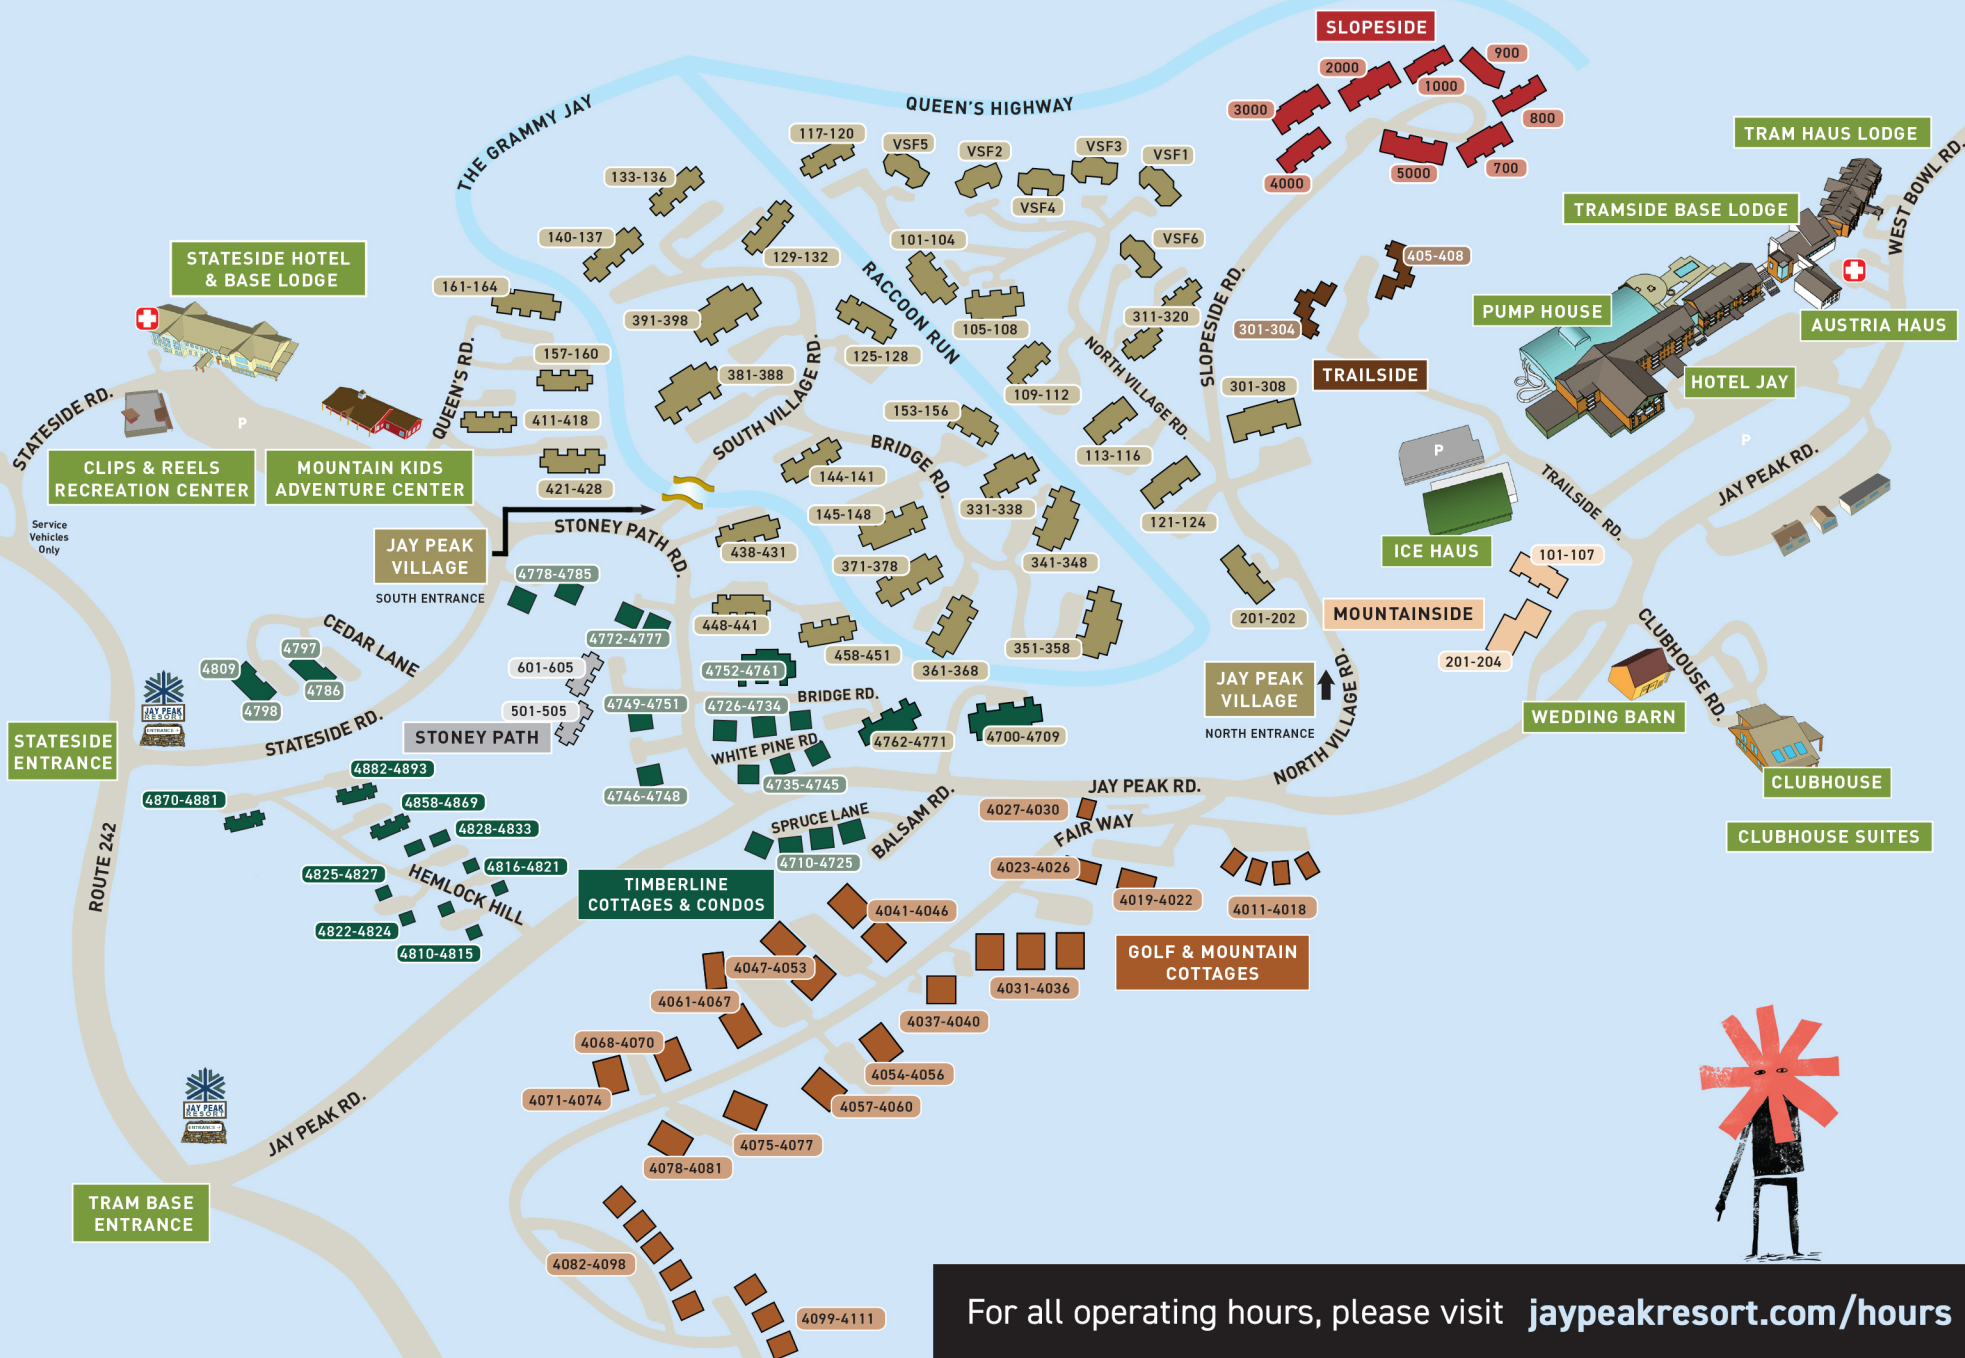 SLOPESIDE
900
2000
1000
3000
800
4000
5000
700
QUEEN'S HIGHWAY
THE GRAMMY JAY
TRAM HAUS LODGE
WEST BOWL RD.
TRAMSIDE BASE LODGE
117-120
VSF5
VSF2
VSF3
VSF1
VSF4
133-136
140-137
129-132
101-104
VSF6
STATESIDE HOTEL
& BASE LODGE
161-164
391-398
RACCOON RUN
105-108
311-320
125-128
SLOPESIDE RD.
405-408
301-304
PUMP HOUSE
AUSTRIA HAUS
HOTEL JAY
TRAILSIDE
157-160
381-388
SOUTH VILLAGE RD.
NORTH VILLAGE RD.
109-112
301-308
STATESIDE RD.
P
QUEEN'S RD.
411-418
153-156
BRIDGE RD.
113-116
P
P
CLIPS & REELS
RECREATION CENTER
MOUNTAIN KIDS
ADVENTURE CENTER
421-428
144-141
331-338
121-124
TRAILSIDE RD.
JAY PEAK RD.
Service
Vehicles
Only
JAY PEAK
VILLAGE
SOUTH ENTRANCE
STONEY PATH RD.
438-431
145-148
371-378
341-348
ICE HAUS
101-107
4778-4785
4772-4777
448-441
458-451
361-368
351-358
201-202
MOUNTAINSIDE
201-204
CLUBHOUSE RD.
CEDAR LANE
4797
4809
4786
4798
JAY PEAK
RESORT
ENTRANCE
601-605
501-505
STONEY PATH
4752-4761
4749-4751
4726-4734
BRIDGE RD.
WHITE PINE RD.
4762-4771
4700-4709
JAY PEAK
VILLAGE
NORTH ENTRANCE
NORTH VILLAGE RD.
WEDDING BARN
STATESIDE
ENTRANCE
STATESIDE RD.
4746-4748
4735-4745
JAY PEAK RD.
CLUBHOUSE
CLUBHOUSE SUITES
4882-4893
4870-4881
4858-4869
4828-4833
4816-4821
4825-4827
HEMLOCK HILL
4822-4824
4810-4815
ROUTE 242
SPRUCE LANE
4710-4725
BALSAM RD.
TIMBERLINE
COTTAGES & CONDOS
4027-4030
FAIR WAY
4023-4026
4019-4022
4011-4018
4041-4046
GOLF & MOUNTAIN
COTTAGES
4047-4053
4031-4036
4061-4067
4037-4040
4068-4070
4054-4056
4071-4074
4057-4060
4075-4077
4078-4081
JAY PEAK
RESORT
ENTRANCE
JAY PEAK RD.
TRAM BASE
ENTRANCE
4082-4098
4099-4111
For all operating hours, please visit jaypeakresort.com/hours